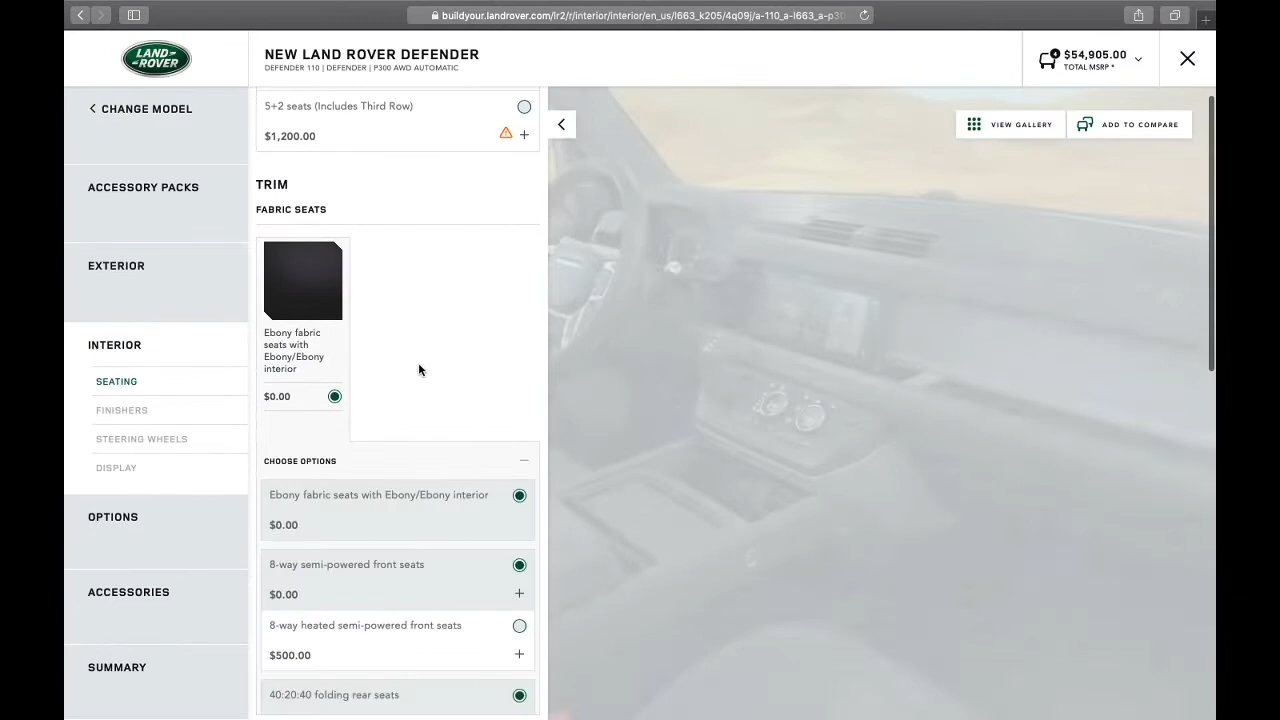 buildyour.landrover.com/lr2/r/interior/interior/en_us/l663_k205/4q09j/a-110_a-l663_a-p30
LAND-
-ROVER
NEW LAND ROVER DEFENDER
DEFENDER 110 | DEFENDER | P300 AWD AUTOMATIC
4
$54,905.00
TOTAL MSRP *
CHANGE MODEL
ACCESSORY PACKS
EXTERIOR
INTERIOR
SEATING
FINISHERS
STEERING WHEELS
DISPLAY
OPTIONS
ACCESSORIES
SUMMARY
5+2 seats (Includes Third Row)
$1,200.00
TRIM
FABRIC SEATS
Ebony fabric
seats with
Ebony/Ebony
interior
$0.00
CHOOSE OPTIONS
Ebony fabric seats with Ebony/Ebony interior
$0.00
8-way semi-powered front seats
$0.00
8-way heated semi-powered front seats
$500.00
40:20:40 folding rear seats
VIEW GALLERY
ADD TO COMPARE